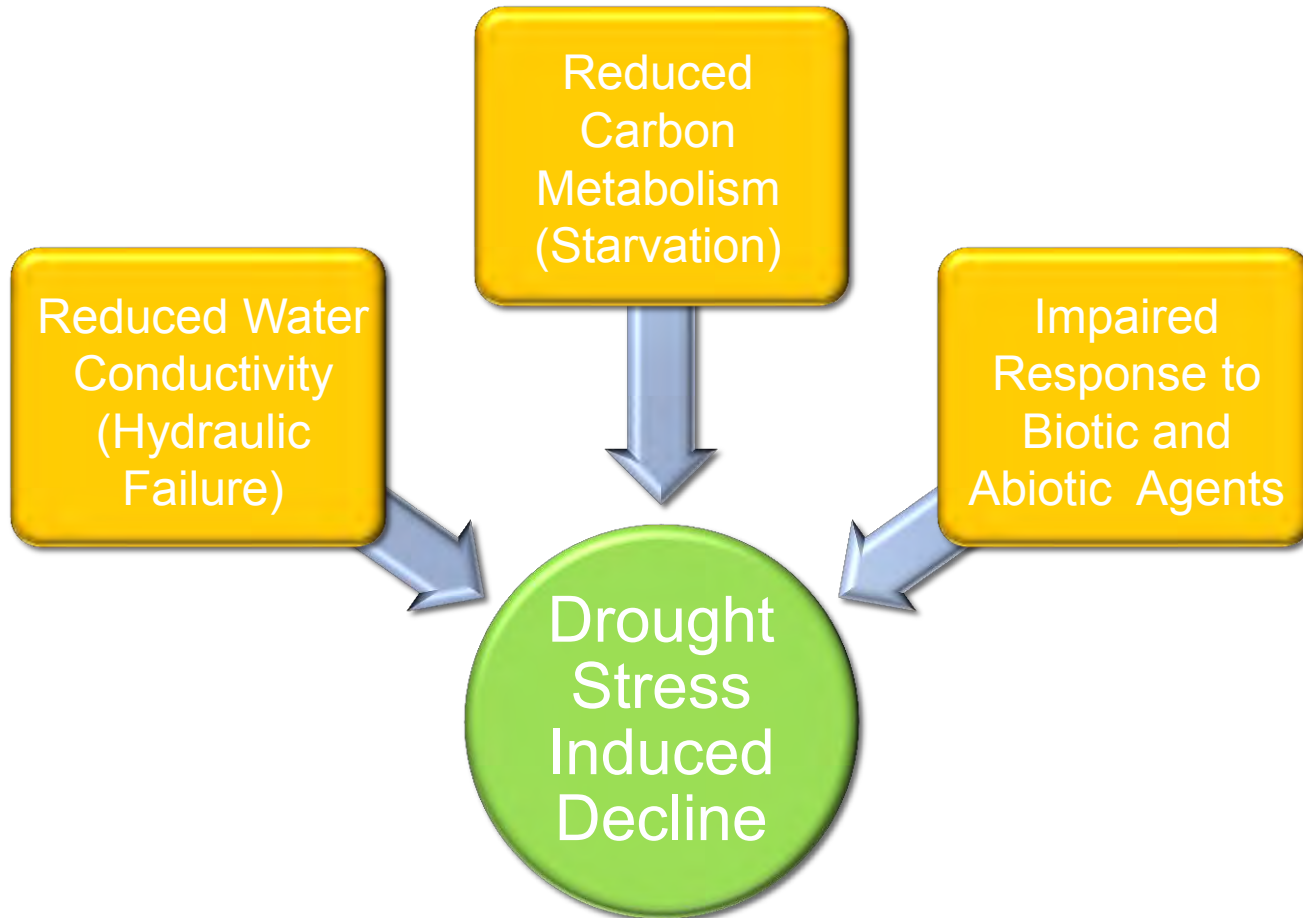 Reduced
Carbon
Metabolism
(Starvation)
Reduced Water
Conductivity
(Hydraulic
Failure)
Impaired
Response to
Biotic and
Abiotic Agents
Drought
Stress
Induced
Decline